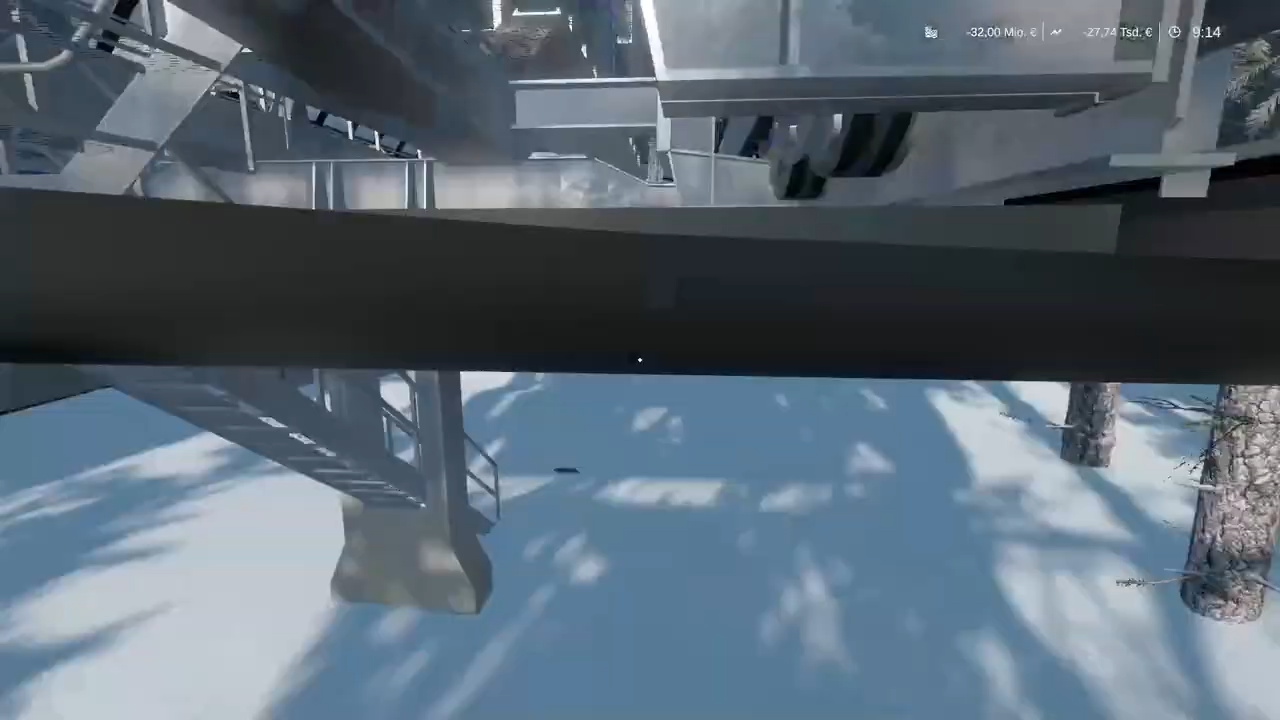 -32,00 Mio. € -27,74 Tsd. € 9:14